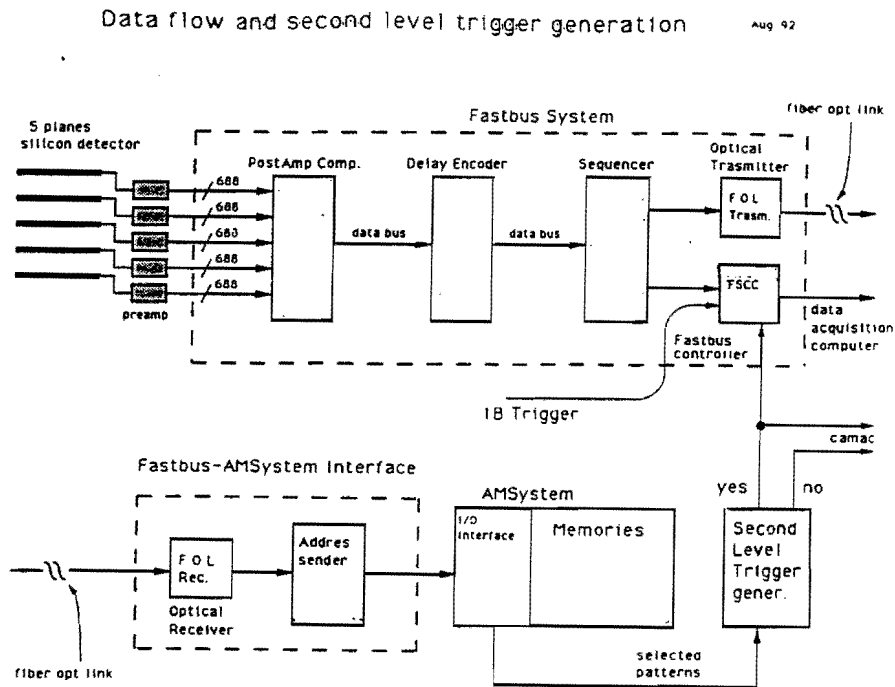 Data flow and second level trigger generation
Aug 92
fiber opt link
Fastbus System
5 planes
silicon detector
PostAmp Comp.
Delay Encoder
Sequencer
Optical
Trasmitter
688
688
688
688
688
data bus
data bus
F O L
Trasm.
FSCC
preamp
Fastbus
controller
data
acquisition
computer
1B Trigger
camac
Fastbus-AMSystem Interface
AMSystem
yes
no
I/O
Interface
Memories
F O L
Rec.
Addres
sender
Second
Level
Trigger
gener.
Optical
Receiver
fiber opt link
selected
patterns